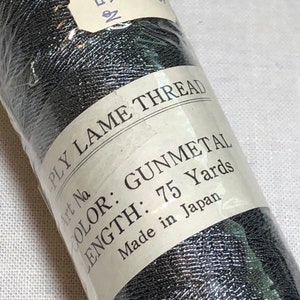 PLY LAME THREAD
Art No.
COLOR: GUNMETAL
LENGTH: 75 Yards
Made in Japan